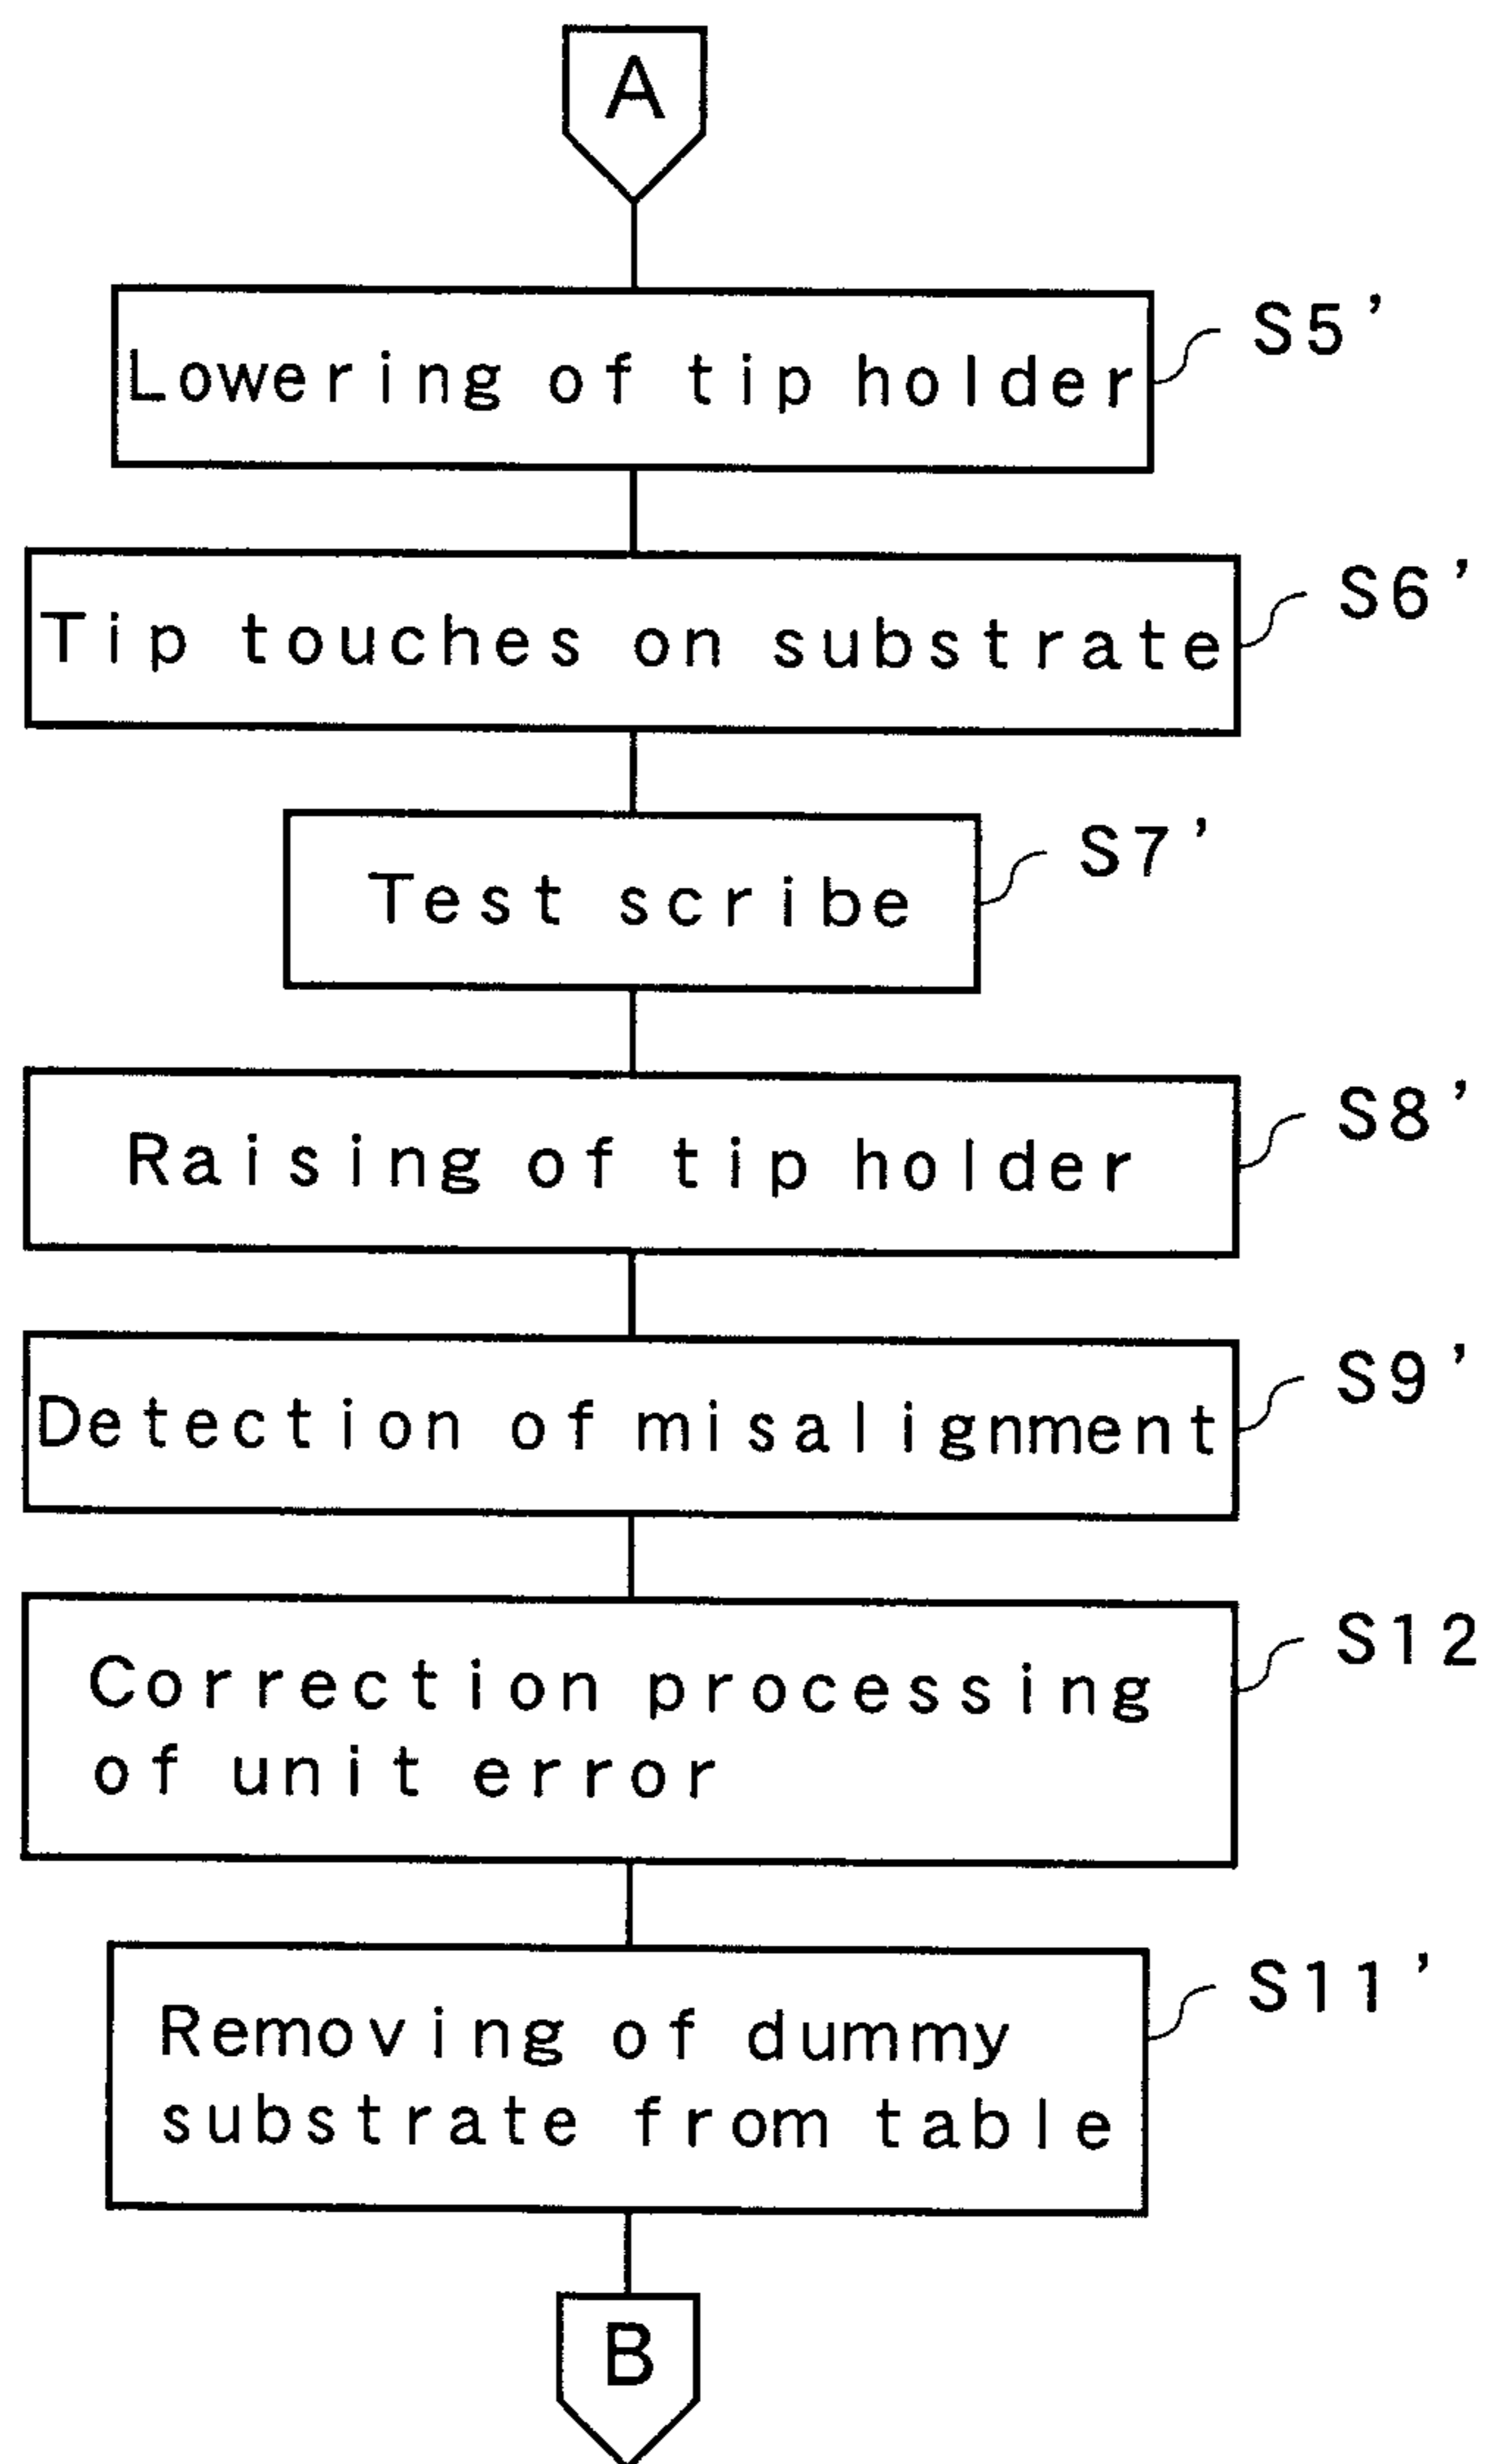 A
Lowering of tip holder
S5'
Tip touches on substrate
S6'
Test scribe
S7'
Raising of tip holder
S8'
Detection of misalignment
S9'
Correction processing
of unit error
S12
Removing of dummy
substrate from table
S11'
B